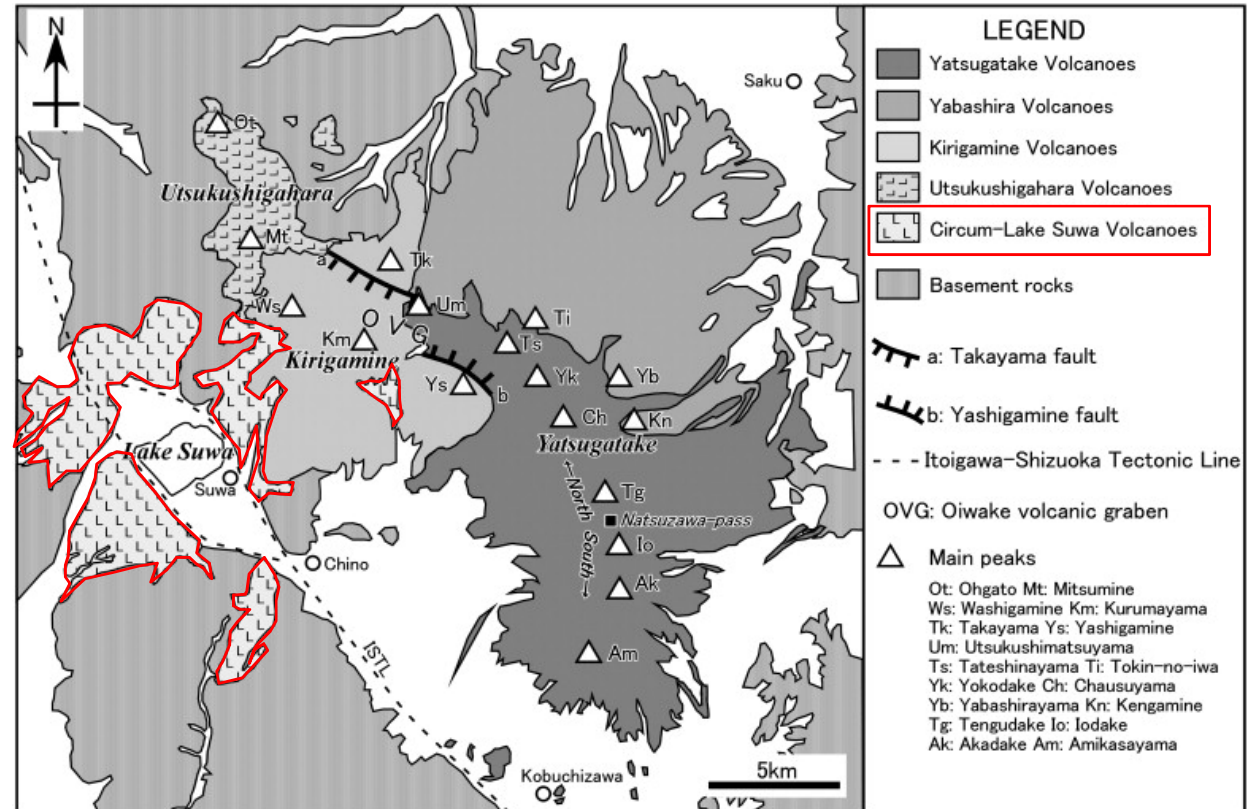 N
Saku
Ot
Utsukushigahara
Mt
a
Tk
Ws
Um
O V G
Ti
Km
Ts
Kirigamine
Ys
b
Yk
Yb
Ch
Kn
Yatsugatake
Lake Suwa
Suwa
North
South
Tg
Natsuzawa-pass
Io
Chino
Ak
Am
ISTL
Kobuchizawa
5km
LEGEND
Yatsugatake Volcanoes
Yabashira Volcanoes
Kirigamine Volcanoes
Utsukushigahara Volcanoes
Circum-Lake Suwa Volcanoes
Basement rocks
a: Takayama fault
b: Yashigamine fault
Itoigawa-Shizuoka Tectonic Line
OVG: Oiwake volcanic graben
Main peaks
Ot: Ohgato Mt: Mitsumine
Ws: Washigamine Km: Kurumayama
Tk: Takayama Ys: Yashigamine
Um: Utsukushimatsuyama
Ts: Tateshinayama Ti: Tokin-no-iwa
Yk: Yokodake Ch: Chausuyama
Yb: Yabashirayama Kn: Kengamine
Tg: Tengudake Io: Iodake
Ak: Akadake Am: Amikasayama